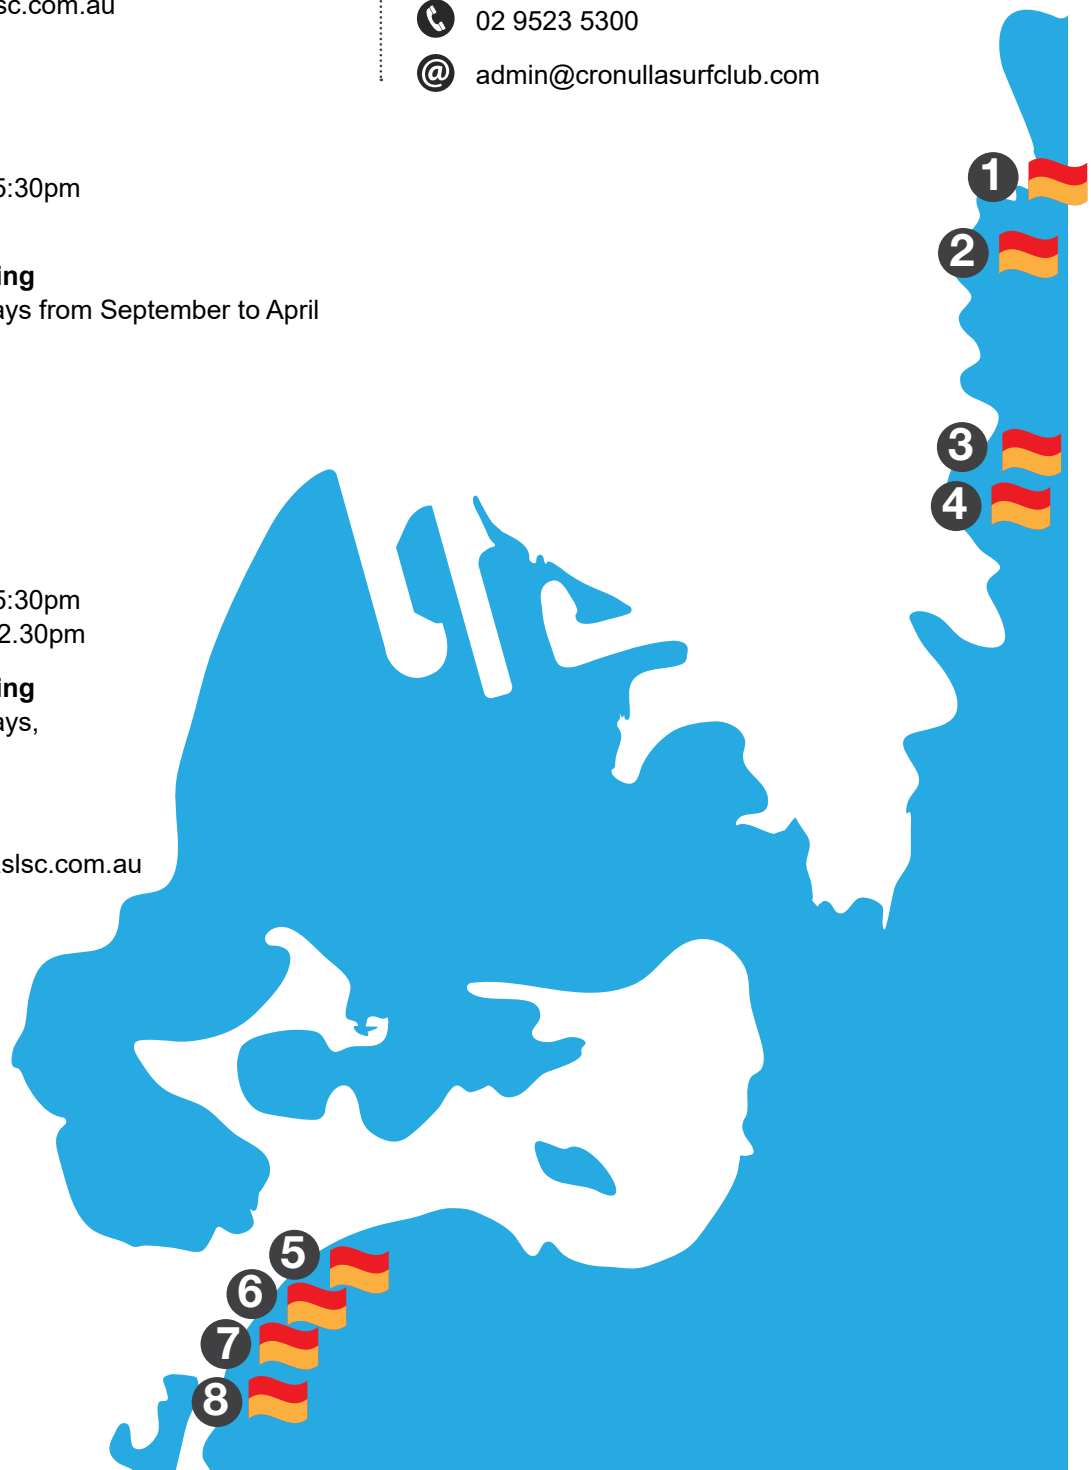 sc.com.au
5:30pm
ing
ays from September to April
5:30pm
2.30pm
ing
ays,
slsc.com.au
02 9523 5300
@ admin@cronullasurfclub.com
1
2
3
4
5
6
7
8